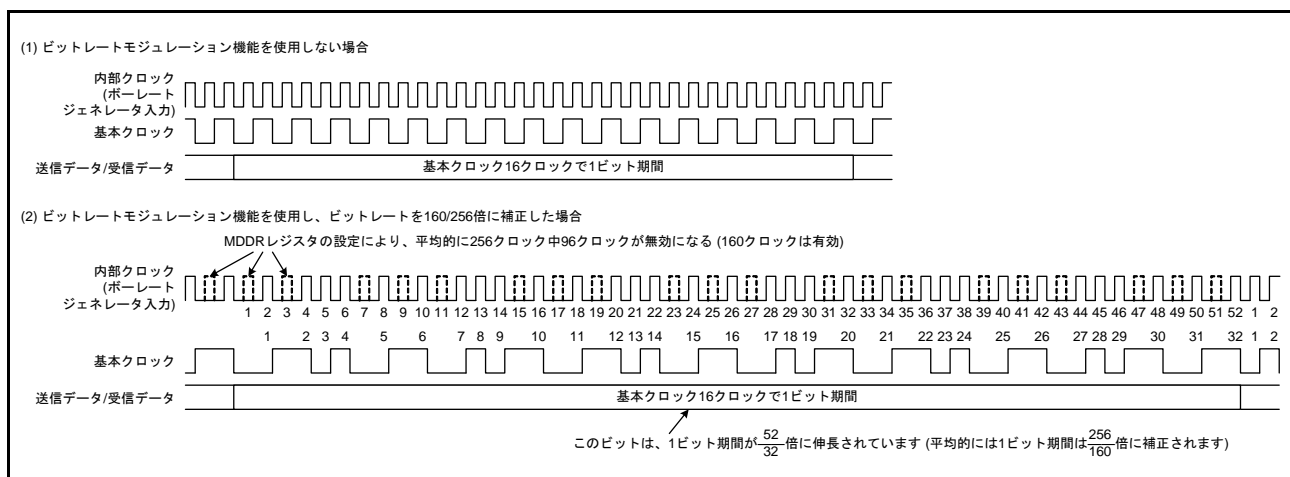 (1) ビットレートモジュレーション機能を使用しない場合
内部クロック
(ボーレート
ジェネレータ入力)
基本クロック
送信データ/受信データ
基本クロック16クロックで1ビット期間
(2) ビットレートモジュレーション機能を使用し、ビットレートを160/256倍に補正した場合
MDDRレジスタの設定により、平均的に256クロック中96クロックが無効になる (160クロックは有効)
内部クロック
(ボーレート
ジェネレータ入力)
1 2 3 4 5 6 7 8 9 10 11 12 13 14 15 16 17 18 19 20 21 22 23 24 25 26 27 28 29 30 31 32 33 34 35 36 37 38 39 40 41 42 43 44 45 46 47 48 49 50 51 52 1 2
1 2 3 4 5 6 7 8 9 10 11 12 13 14 15 16 17 18 19 20 21 22 23 24 25 26 27 28 29 30 31 32 1 2
基本クロック
送信データ/受信データ
基本クロック16クロックで1ビット期間
このビットは、1ビット期間が52/32倍に伸長されています (平均的には1ビット期間は256/160倍に補正されます)